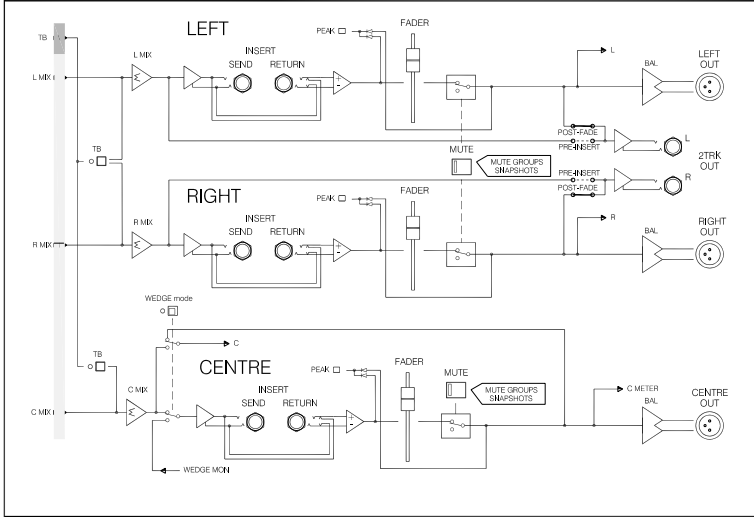 LEFT
FADER
PEAK
TB
L MIX
INSERT
SEND RETURN
L
BAL
LEFT
OUT
L MIX
POST-FADE
PRE-INSERT
L
2TRK
OUT
R
TB
MUTE
MUTE GROUPS
SNAPSHOTS
PRE-INSERT
POST-FADE
RIGHT
FADER
PEAK
R MIX
INSERT
SEND RETURN
R
BAL
RIGHT
OUT
R MIX
WEDGE mode
C
TB
CENTRE
PEAK
FADER
MUTE
MUTE GROUPS
SNAPSHOTS
C MIX
INSERT
SEND RETURN
C METER
BAL
CENTRE
OUT
C MIX
WEDGE MON